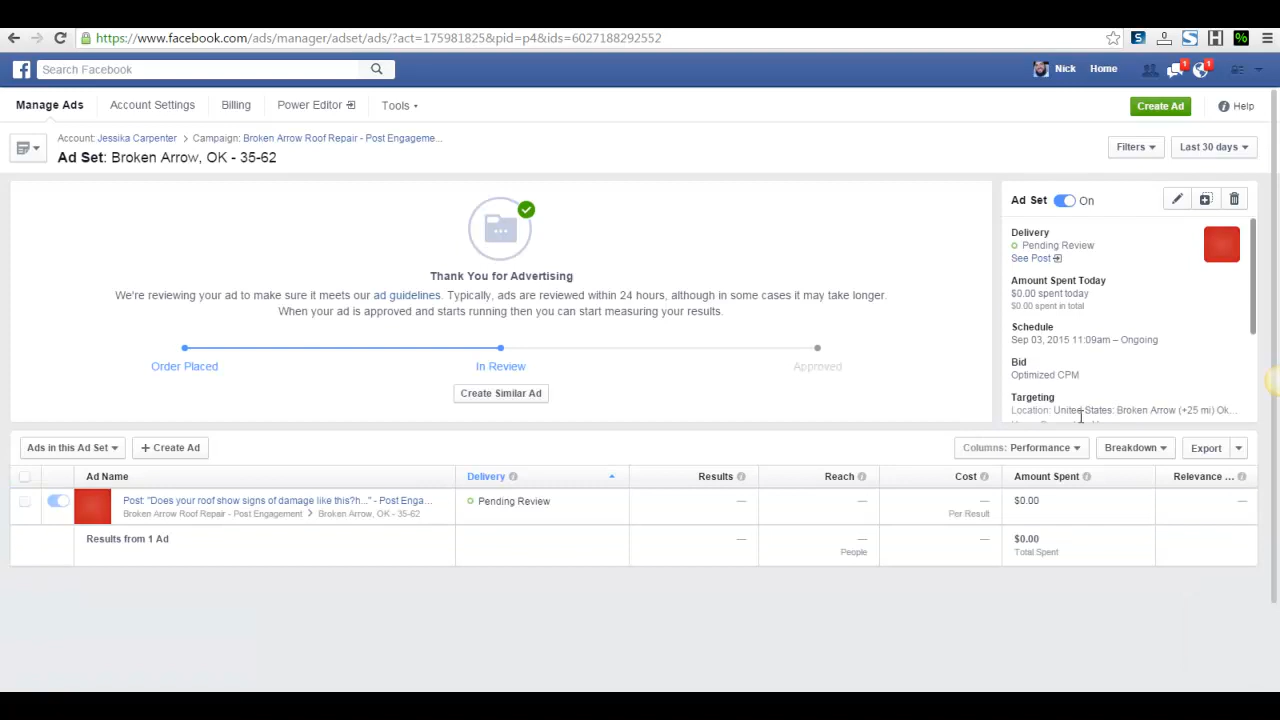 https://www.facebook.com/ads/manager/adset/ads/?act=175981825&pid=p4&ids=6027188292552
Search Facebook
Nick Home 1 1
Manage Ads Account Settings Billing Power Editor Tools Create Ad Help
Account: Jessika Carpenter > Campaign: Broken Arrow Roof Repair - Post Engageme...
Ad Set: Broken Arrow, OK - 35-62
Filters Last 30 days
Thank You for Advertising
We're reviewing your ad to make sure it meets our ad guidelines. Typically, ads are reviewed within 24 hours, although in some cases it may take longer.
When your ad is approved and starts running then you can start measuring your results.
Order Placed In Review Approved
Create Similar Ad
Ad Set On
Delivery
Pending Review
See Post
Amount Spent Today
$0.00 spent today
$0.00 spent in total
Schedule
Sep 03, 2015 11:09am – Ongoing
Bid
Optimized CPM
Targeting
Location: United States: Broken Arrow (+25 mi) Ok...
Ads in this Ad Set + Create Ad Columns: Performance Breakdown Export
Ad Name Delivery Results Reach Cost Amount Spent Relevance ...
Post: "Does your roof show signs of damage like this?h..." - Post Enga... Pending Review — — — $0.00 —
Broken Arrow Roof Repair - Post Engagement > Broken Arrow, OK - 35-62 Per Result
Results from 1 Ad — — — $0.00
People Total Spent